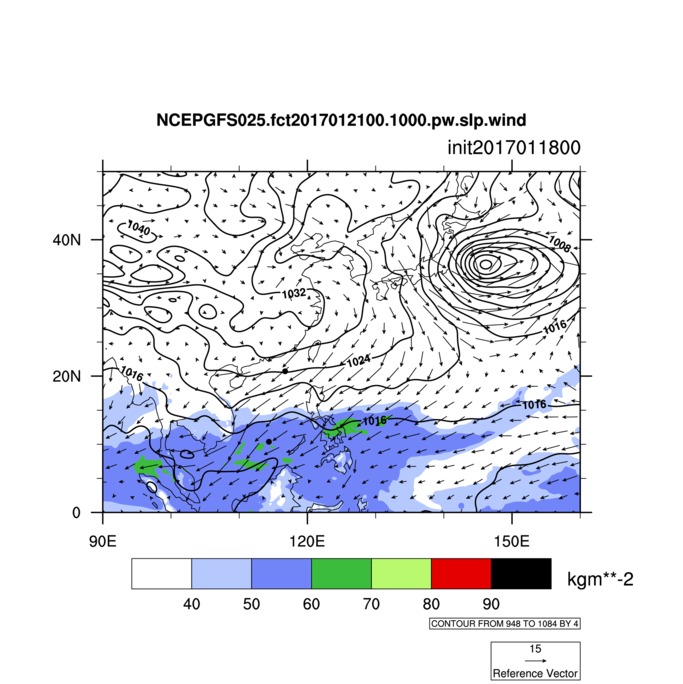 NCEPGFS025.fct2017012100.1000.pw.slp.wind
init2017011800
1040
1008
40N
1032
1016
1024
20N
1016
1016
1016
0
90E 120E 150E
kgm**-2
40 50 60 70 80 90
CONTOUR FROM 948 TO 1084 BY 4
15
Reference Vector